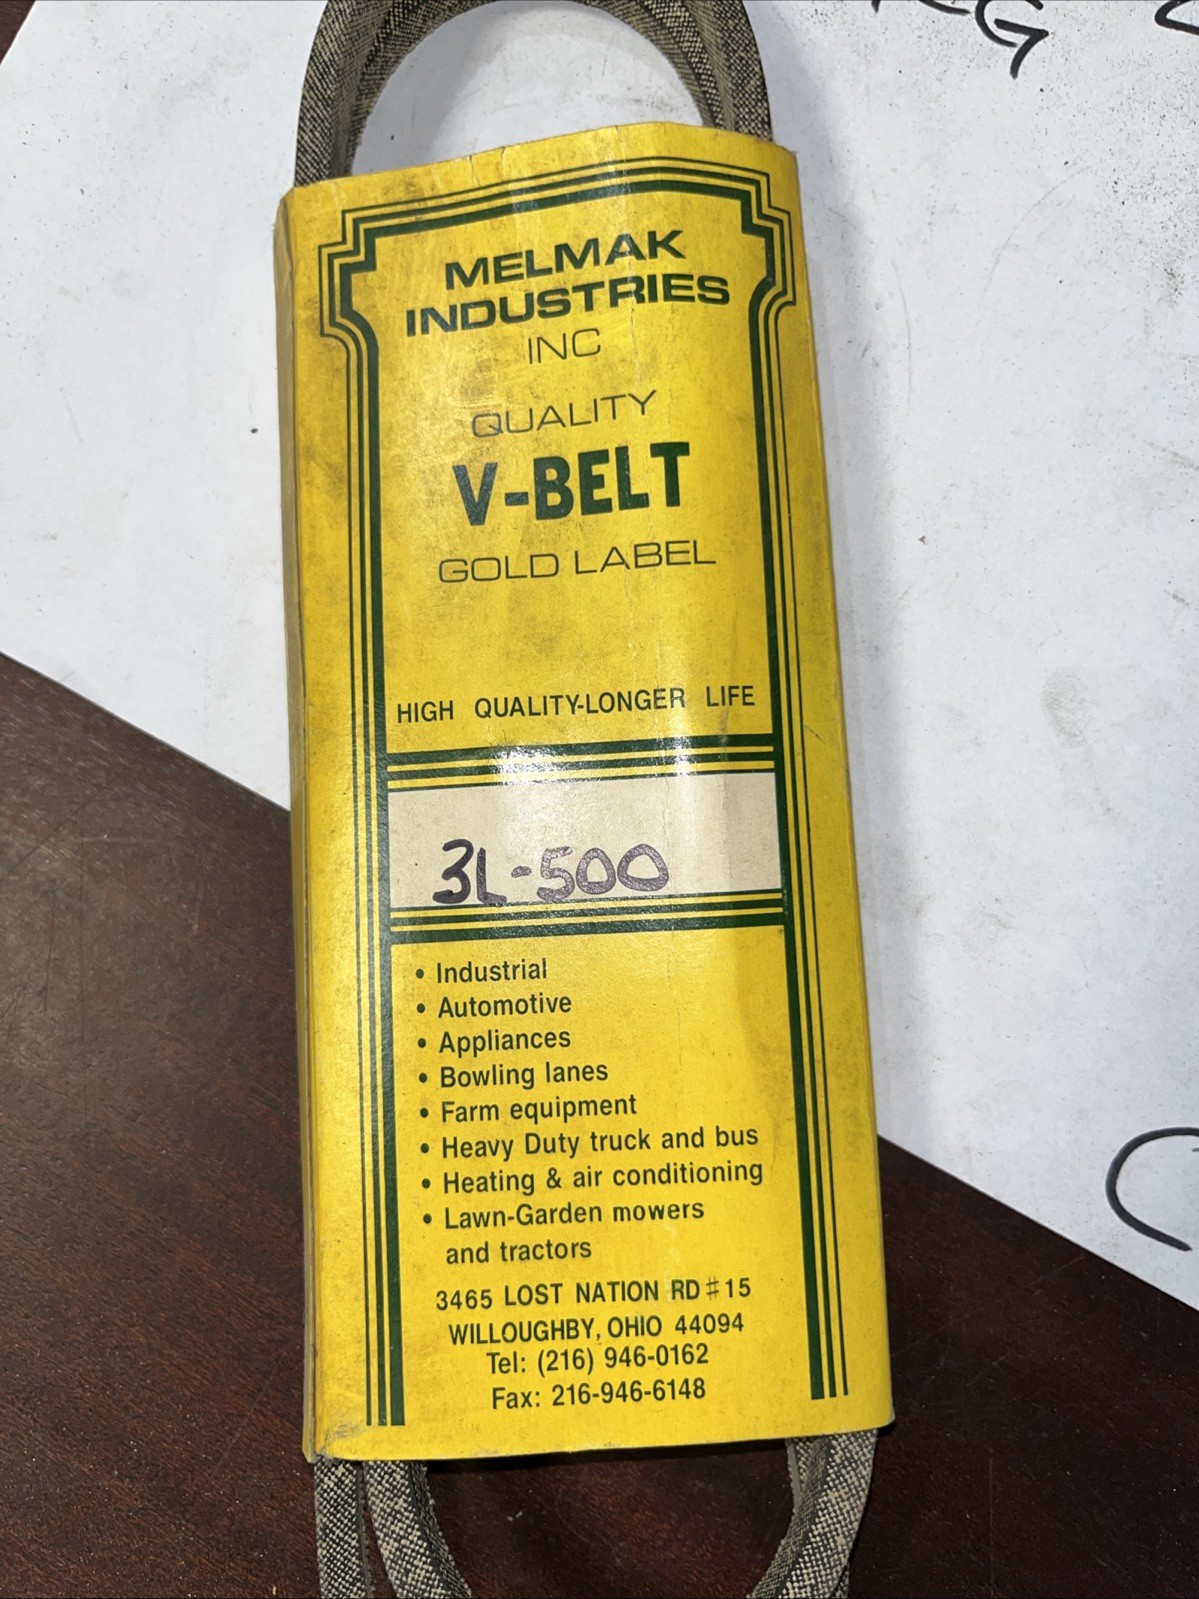 MELMAK
INDUSTRIES
INC
QUALITY
V-BELT
GOLD LABEL
HIGH QUALITY-LONGER LIFE
3L-500
• Industrial
• Automotive
• Appliances
• Bowling lanes
• Farm equipment
• Heavy Duty truck and bus
• Heating & air conditioning
• Lawn-Garden mowers
and tractors
3465 LOST NATION RD #15
WILLOUGHBY, OHIO 44094
Tel: (216) 946-0162
Fax: 216-946-6148